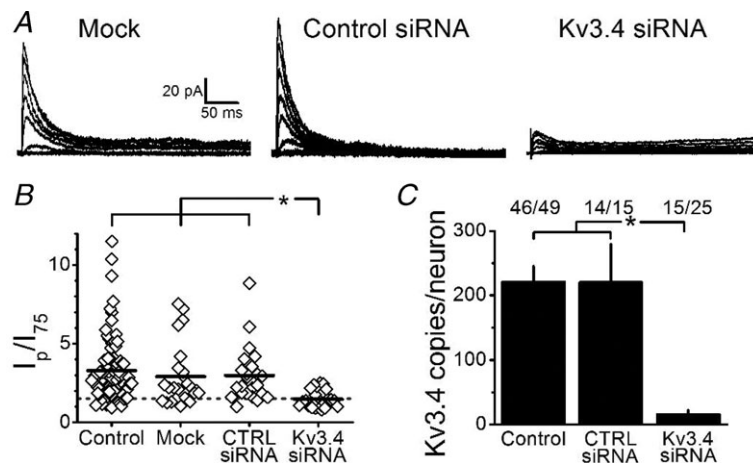 A Mock Control siRNA Kv3.4 siRNA
20 pA
50 ms
B
*
Ip/I75
10
5
0
Control Mock CTRL siRNA Kv3.4 siRNA
C
46/49 14/15 15/25
*
Kv3.4 copies/neuron
300
200
100
0
Control CTRL siRNA Kv3.4 siRNA